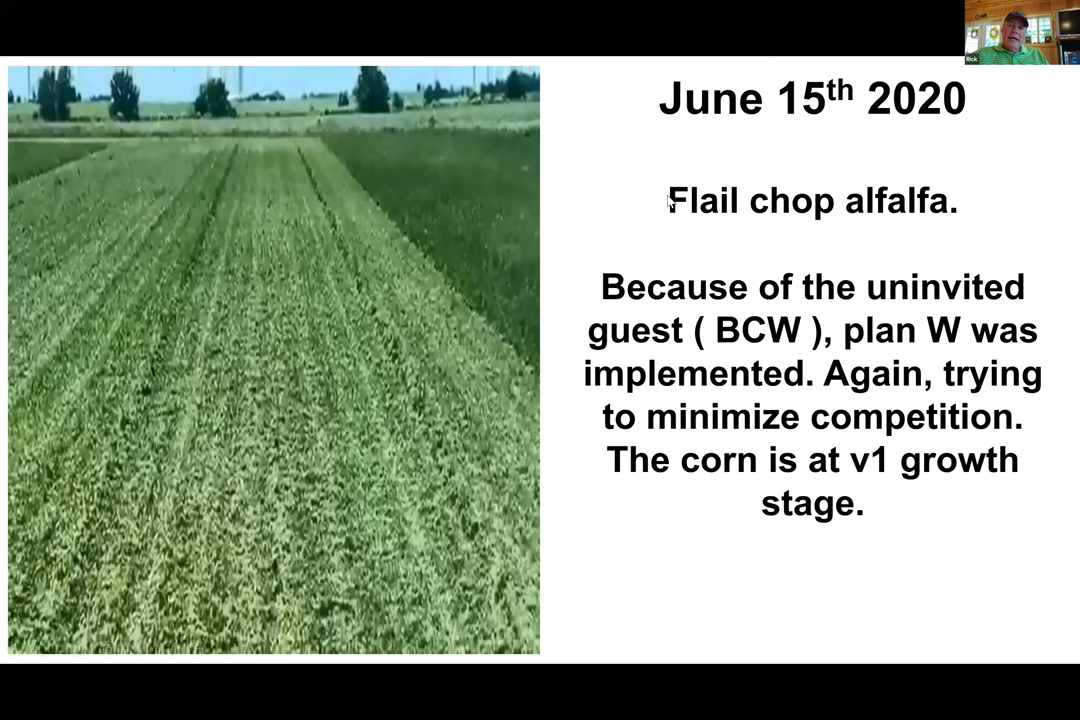 Rick
June 15th 2020
Flail chop alfalfa.
Because of the uninvited
guest ( BCW ), plan W was
implemented. Again, trying
to minimize competition.
The corn is at v1 growth
stage.